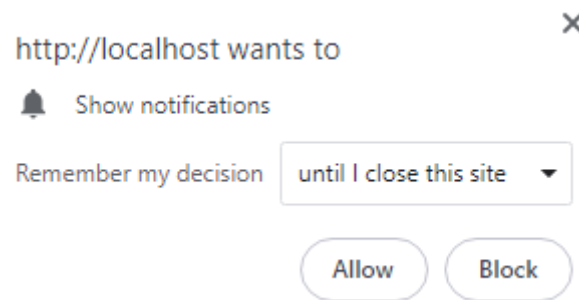 http://localhost wants to
Show notifications
Remember my decision until I close this site
Allow Block